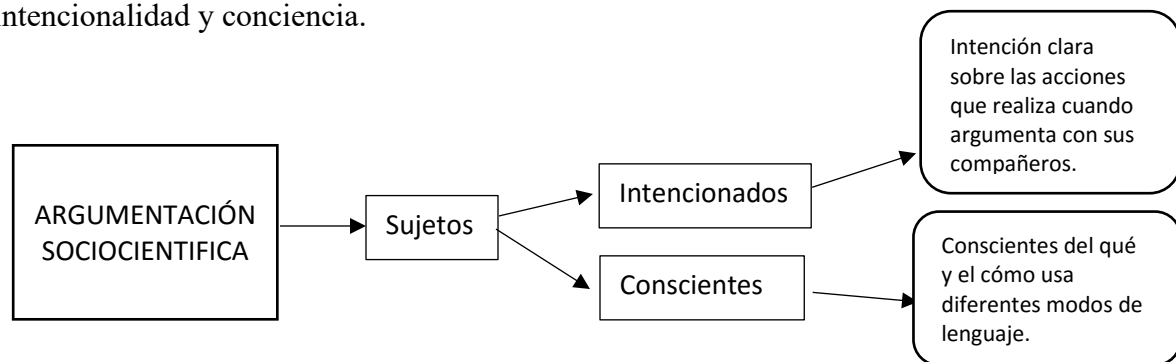 intencionalidad y conciencia.
ARGUMENTACIÓN
SOCIOCIENTIFICA
Sujetos
Intencionados
Conscientes
Intención clara
sobre las acciones
que realiza cuando
argumenta con sus
compañeros.
Conscientes del qué
y el cómo usa
diferentes modos de
lenguaje.